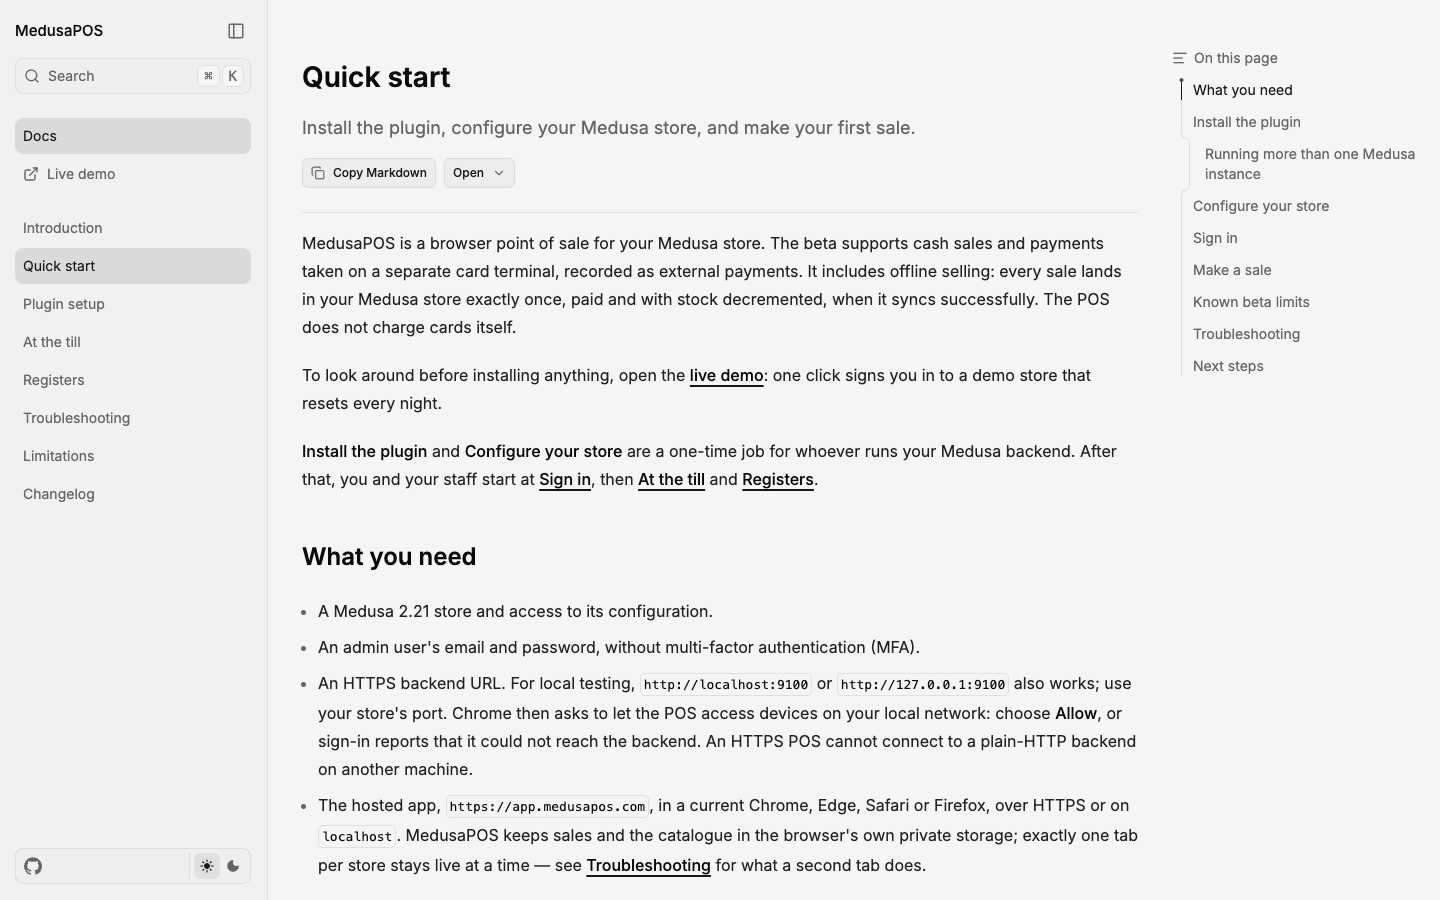 MedusaPOS
Search
⌘ K
Docs
Live demo
Introduction
Quick start
Plugin setup
At the till
Registers
Troubleshooting
Limitations
Changelog
Quick start
Install the plugin, configure your Medusa store, and make your first sale.
Copy Markdown
Open
MedusaPOS is a browser point of sale for your Medusa store. The beta supports cash sales and payments
taken on a separate card terminal, recorded as external payments. It includes offline selling: every sale lands
in your Medusa store exactly once, paid and with stock decremented, when it syncs successfully. The POS
does not charge cards itself.
To look around before installing anything, open the live demo: one click signs you in to a demo store that
resets every night.
Install the plugin and Configure your store are a one-time job for whoever runs your Medusa backend. After
that, you and your staff start at Sign in, then At the till and Registers.
What you need
A Medusa 2.21 store and access to its configuration.
An admin user's email and password, without multi-factor authentication (MFA).
An HTTPS backend URL. For local testing, http://localhost:9100 or http://127.0.0.1:9100 also works; use
your store's port. Chrome then asks to let the POS access devices on your local network: choose Allow, or
sign-in reports that it could not reach the backend. An HTTPS POS cannot connect to a plain-HTTP backend
on another machine.
The hosted app, https://app.medusapos.com, in a current Chrome, Edge, Safari or Firefox, over HTTPS or on
localhost. MedusaPOS keeps sales and the catalogue in the browser's own private storage; exactly one tab
per store stays live at a time — see Troubleshooting for what a second tab does.
On this page
What you need
Install the plugin
Running more than one Medusa
instance
Configure your store
Sign in
Make a sale
Known beta limits
Troubleshooting
Next steps